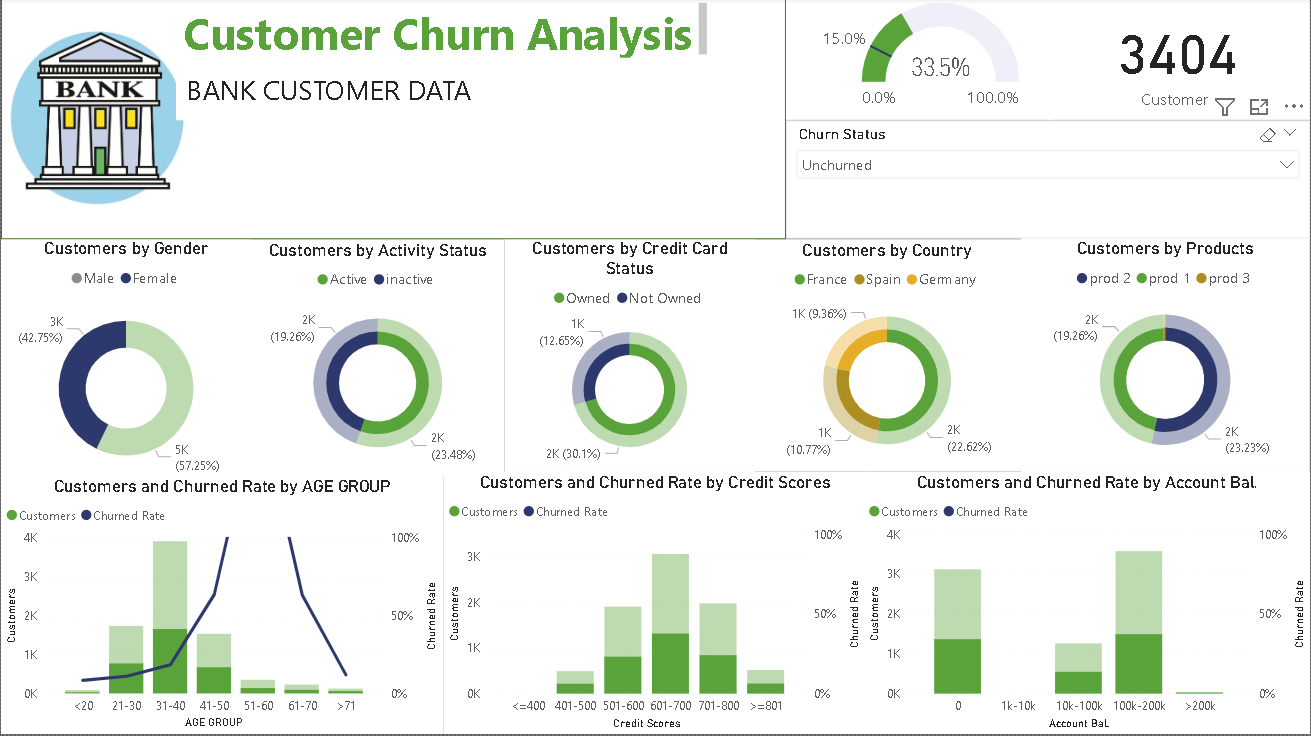 Customer Churn Analysis
BANK
BANK CUSTOMER DATA
15.0%
33.5%
0.0%
100.0%
3404
Customer
Churn Status
Unchurned
Customers by Gender
Male
Female
3K
(42.75%)
5K
(57.25%)
Customers by Activity Status
Active
inactive
2K
(19.26%)
2K
(23.48%)
Customers by Credit Card
Status
Owned
Not Owned
1K
(12.65%)
2K (30.1%)
Customers by Country
France
Spain
Germany
1K (9.36%)
1K
(10.77%)
2K
(22.62%)
Customers by Products
prod 2
prod 1
prod 3
2K
(19.26%)
2K
(23.23%)
Customers and Churned Rate by AGE GROUP
Customers
Churned Rate
4K
3K
2K
1K
0K
Customers
100%
50%
0%
Churned Rate
<20
21-30
31-40
41-50
51-60
61-70
>71
AGE GROUP
Customers and Churned Rate by Credit Scores
Customers
Churned Rate
3K
2K
1K
0K
Customers
100%
50%
0%
Churned Rate
<=400
401-500
501-600
601-700
701-800
>=801
Credit Scores
Customers and Churned Rate by Account Bal.
Customers
Churned Rate
4K
3K
2K
1K
0K
Customers
100%
50%
0%
Churned Rate
0
1k-10k
10k-100k
100k-200k
>200k
Account Bal.